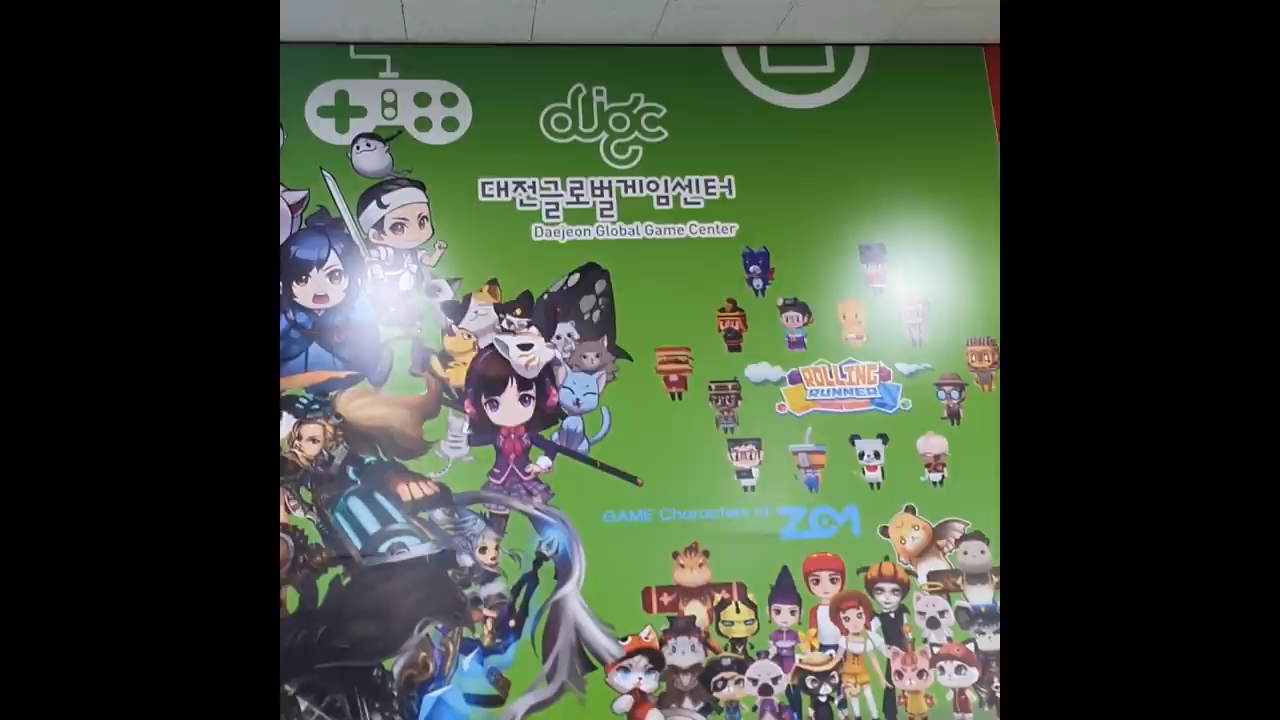 djgc
대전글로벌게임센터
Daejeon Global Game Center
ROLLING
RUNNER
GAME Characters of ZOM